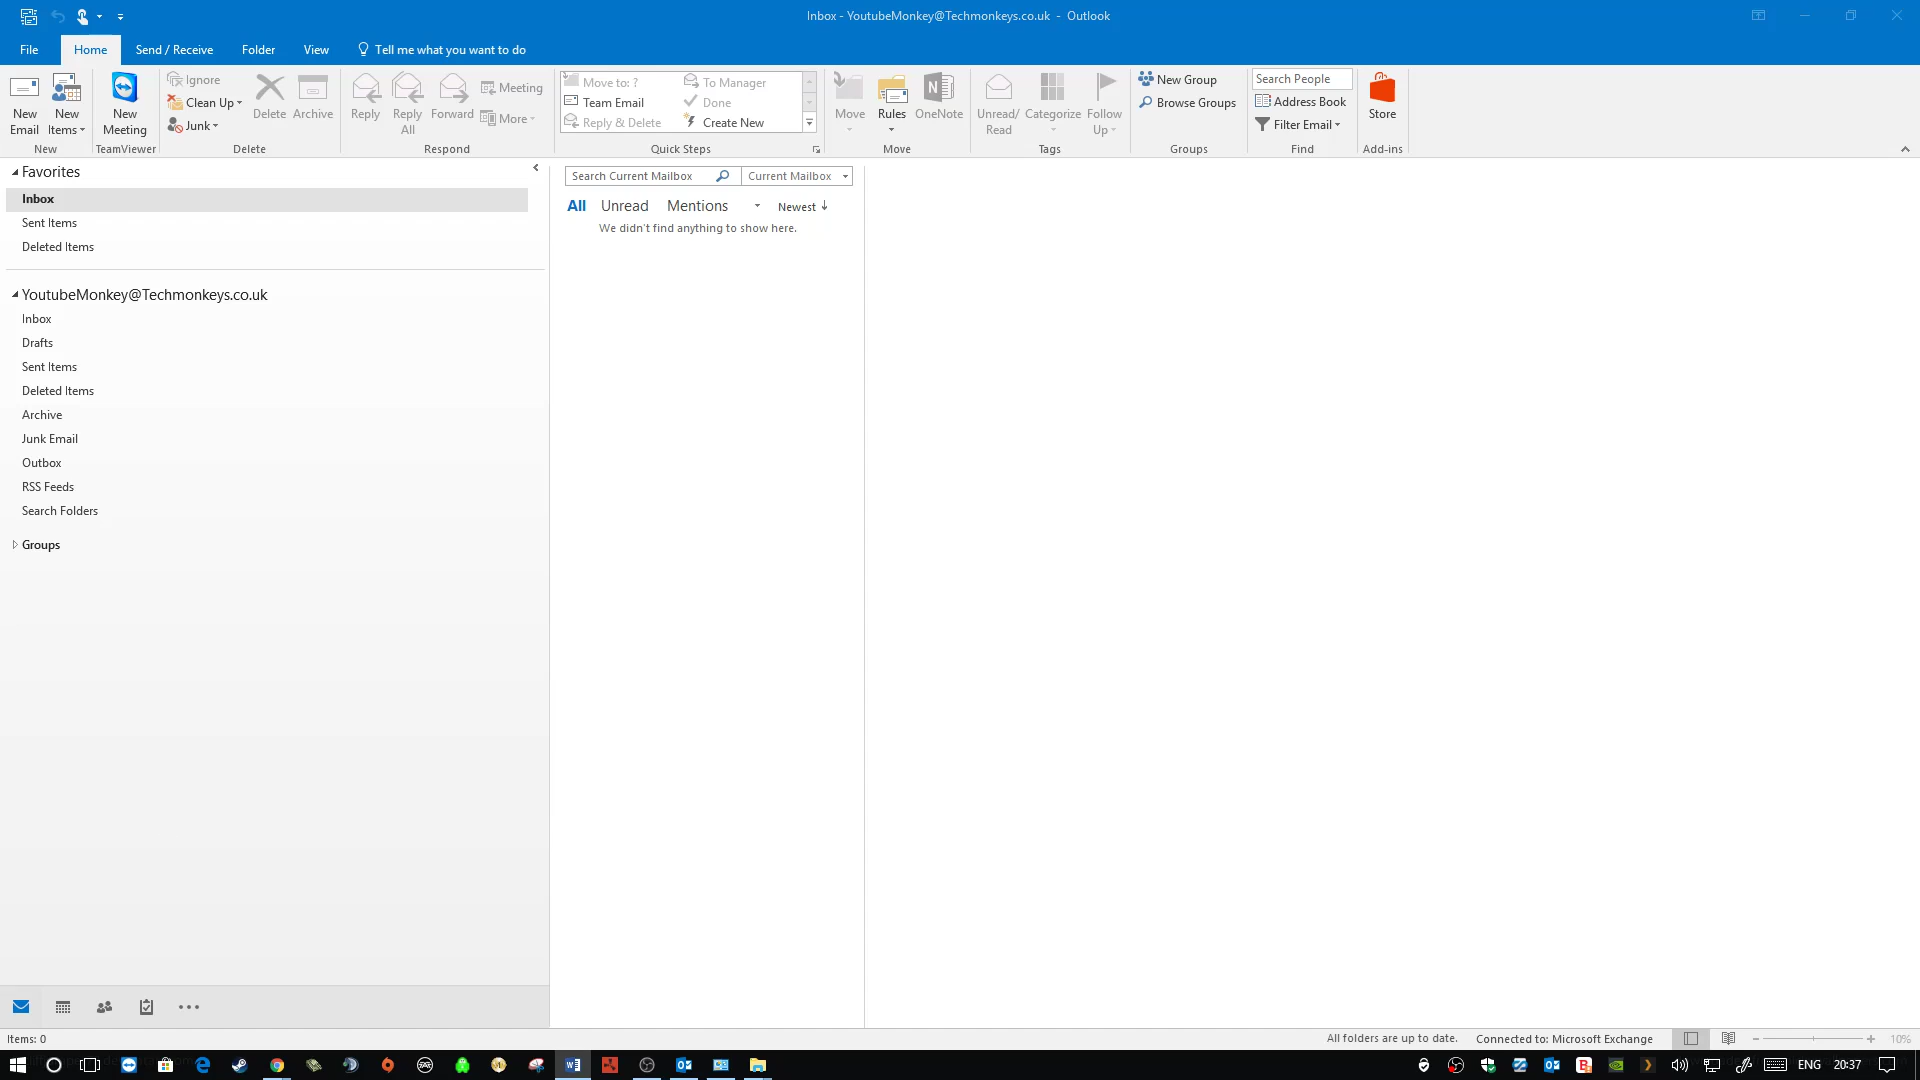 Inbox - YoutubeMonkey@Techmonkeys.co.uk - Outlook
File Home Send / Receive Folder View Tell me what you want to do
New Email
New Items
New
New Meeting
TeamViewer
Ignore
Clean Up
Junk
Delete
Archive
Delete
Reply
Reply All
Forward
Meeting
More
Respond
Move to: ?
Team Email
Reply & Delete
To Manager
Done
Create New
Quick Steps
Move
Rules
OneNote
Move
Unread/ Read
Categorize
Follow Up
Tags
New Group
Browse Groups
Groups
Search People
Address Book
Filter Email
Find
Store
Add-ins
Favorites
Inbox
Sent Items
Deleted Items
YoutubeMonkey@Techmonkeys.co.uk
Inbox
Drafts
Sent Items
Deleted Items
Archive
Junk Email
Outbox
RSS Feeds
Search Folders
Groups
Search Current Mailbox Current Mailbox
All Unread Mentions Newest
We didn't find anything to show here.
Items: 0
All folders are up to date. Connected to: Microsoft Exchange
10%
ENG 20:37